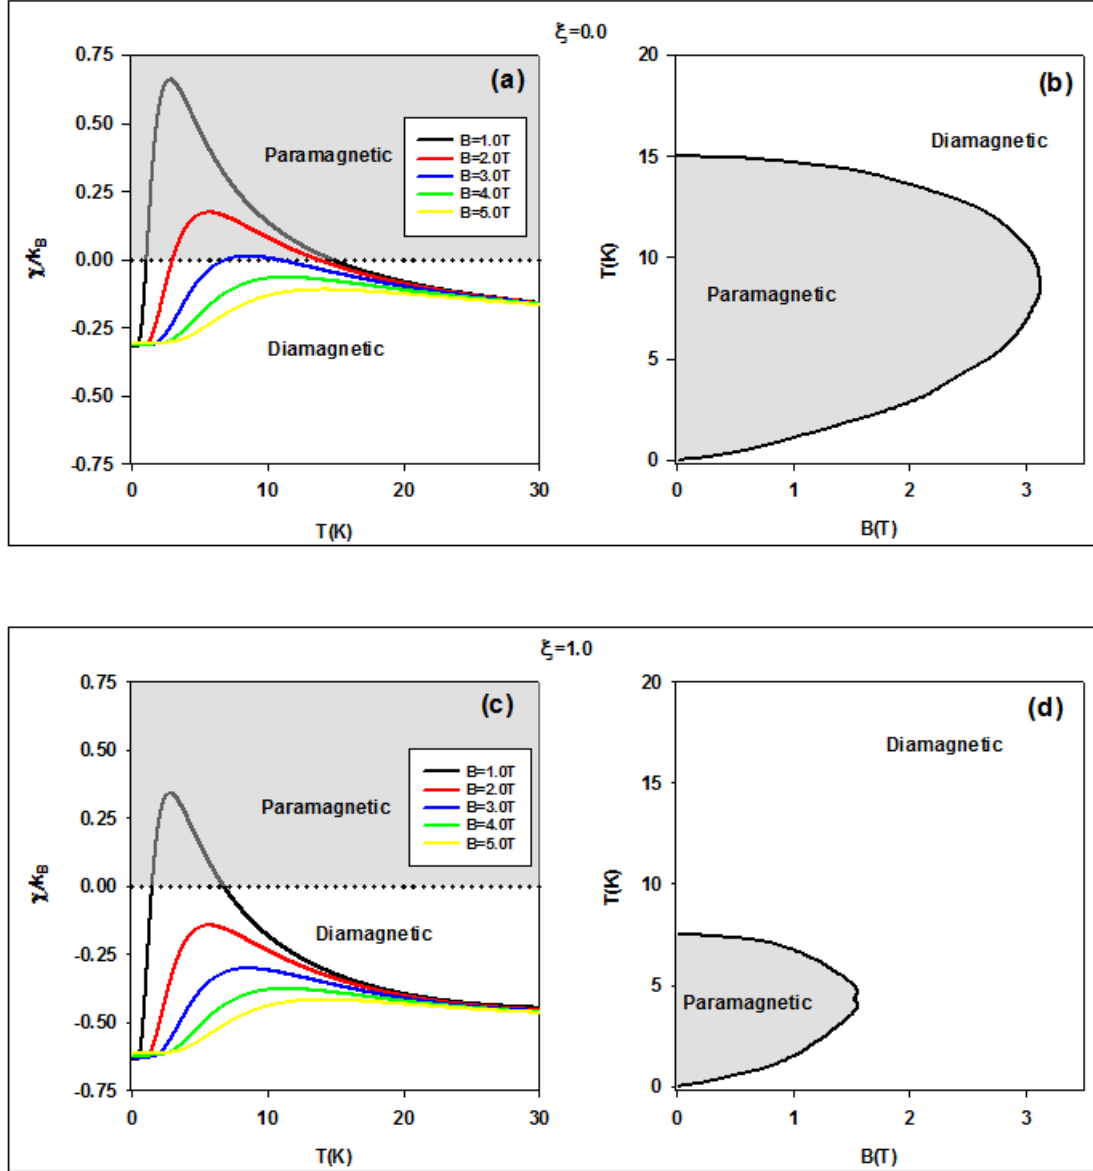 ξ=0.0
(a)
0.75
0.50
0.25
0.00
-0.25
-0.50
-0.75
χ/κB
Paramagnetic
B=1.0T
B=2.0T
B=3.0T
B=4.0T
B=5.0T
Diamagnetic
0 10 20 30
T(K)
(b)
20
15
10
5
0
T(K)
Diamagnetic
Paramagnetic
0 1 2 3
B(T)
ξ=1.0
(c)
0.75
0.50
0.25
0.00
-0.25
-0.50
-0.75
χ/κB
Paramagnetic
B=1.0T
B=2.0T
B=3.0T
B=4.0T
B=5.0T
Diamagnetic
0 10 20 30
T(K)
(d)
20
15
10
5
0
T(K)
Diamagnetic
Paramagnetic
0 1 2 3
B(T)